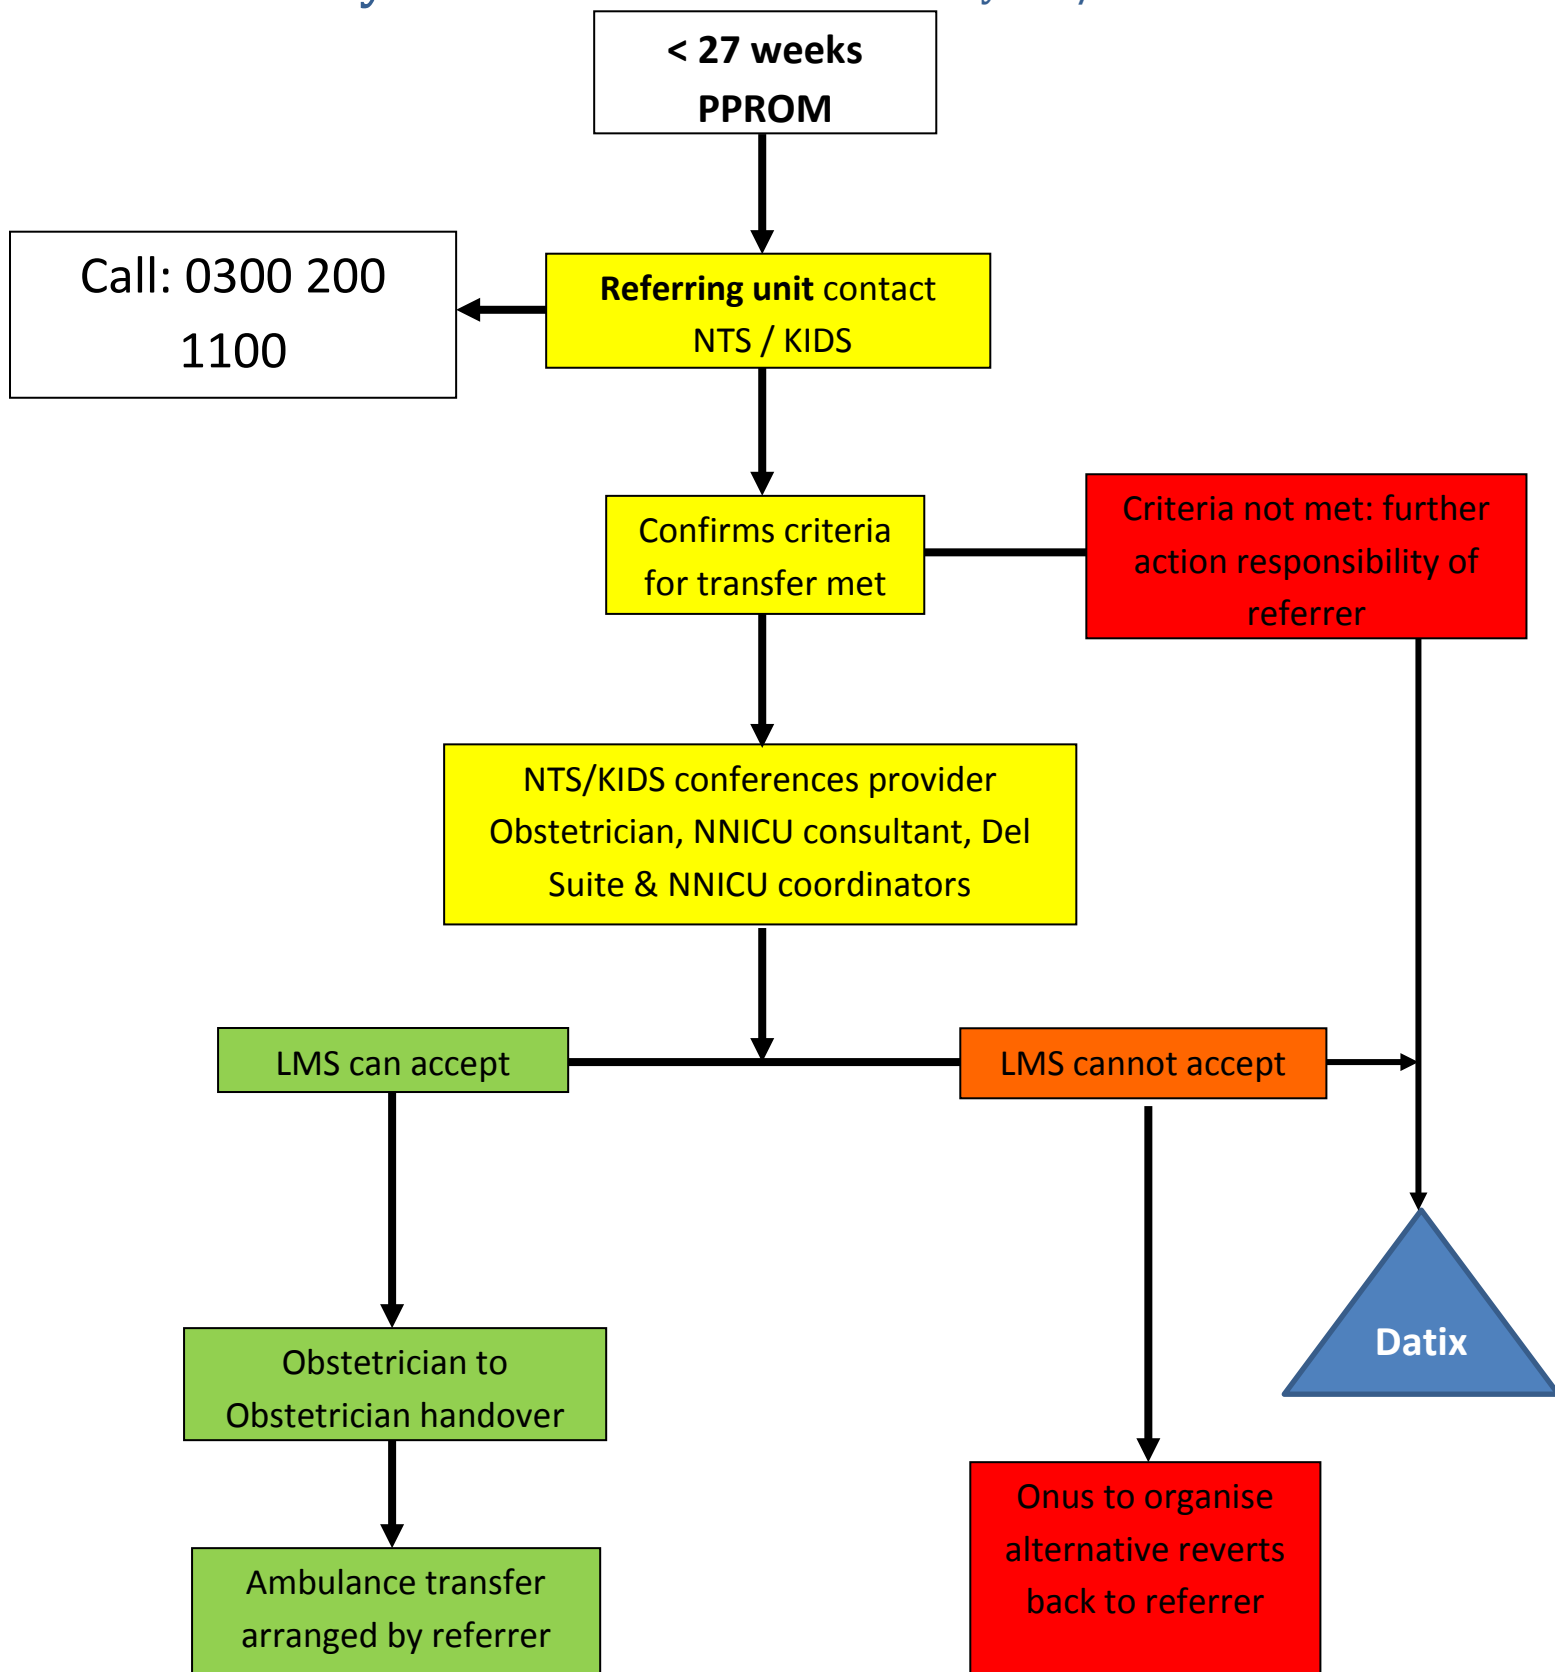 < 27 weeks
PPROM
Call: 0300 200
1100
Referring unit contact
NTS / KIDS
Confirms criteria
for transfer met
Criteria not met: further
action responsibility of
referrer
NTS/KIDS conferences provider
Obstetrician, NNICU consultant, Del
Suite & NNICU coordinators
LMS can accept
LMS cannot accept
Obstetrician to
Obstetrician handover
Datix
Onus to organise
alternative reverts
back to referrer
Ambulance transfer
arranged by referrer